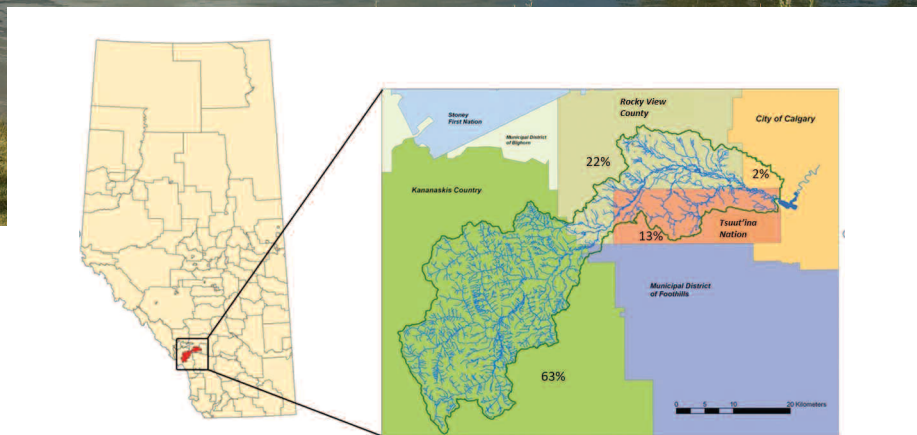 Rocky View
County
Stoney
First Nation
City of Calgary
Municipal District
of Bighorn
22%
2%
Kananaskis Country
Tsuut'ina
Nation
13%
Municipal District
of Foothills
63%
0 5 10 20 Kilometers